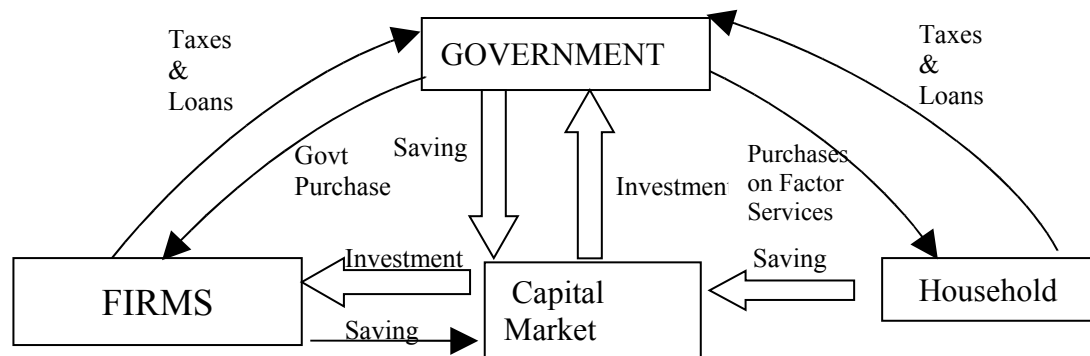 Taxes
&
Loans
GOVERNMENT
Taxes
&
Loans
Govt
Purchase
Saving
Investment
Purchases
on Factor
Services
FIRMS
Investment
Saving
Capital
Market
Saving
Household